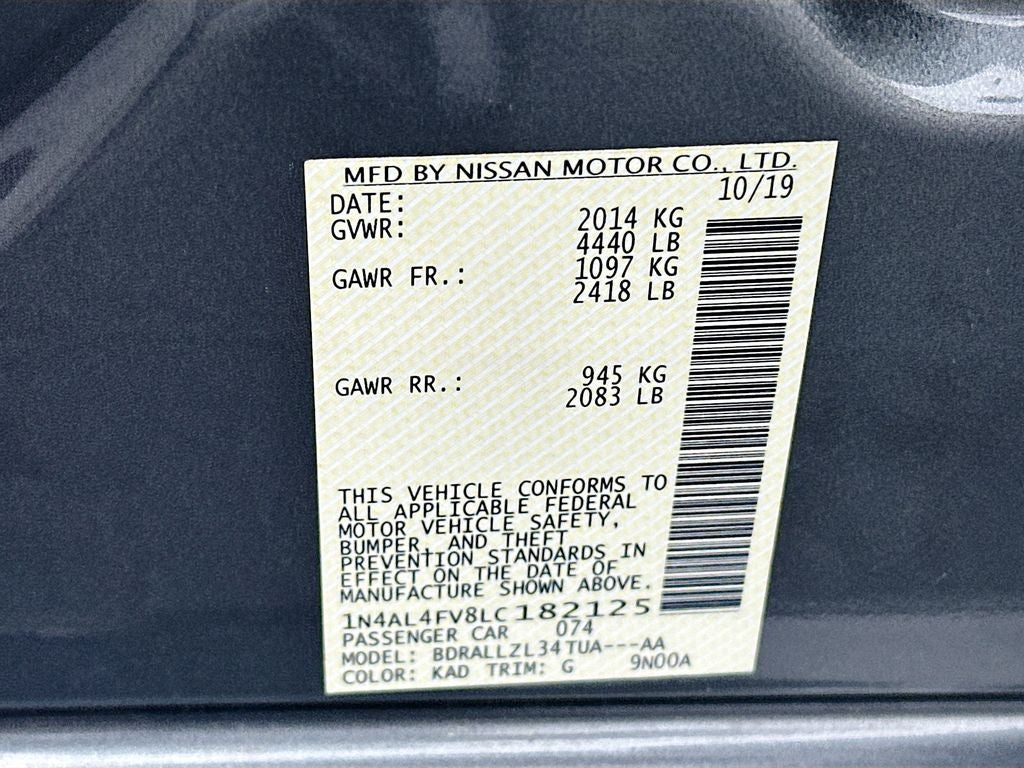 MFD BY NISSAN MOTOR CO., LTD.
DATE: 10/19
GVWR: 2014 KG
4440 LB
GAWR FR.: 1097 KG
2418 LB
GAWR RR.: 945 KG
2083 LB
THIS VEHICLE CONFORMS TO
ALL APPLICABLE FEDERAL
MOTOR VEHICLE SAFETY,
BUMPER, AND THEFT
PREVENTION STANDARDS IN
EFFECT ON THE DATE OF
MANUFACTURE SHOWN ABOVE.
1N4AL4FV8LC182125
PASSENGER CAR 074
MODEL: BDRALLZL34TUA---AA
COLOR: KAD TRIM: G 9N00A